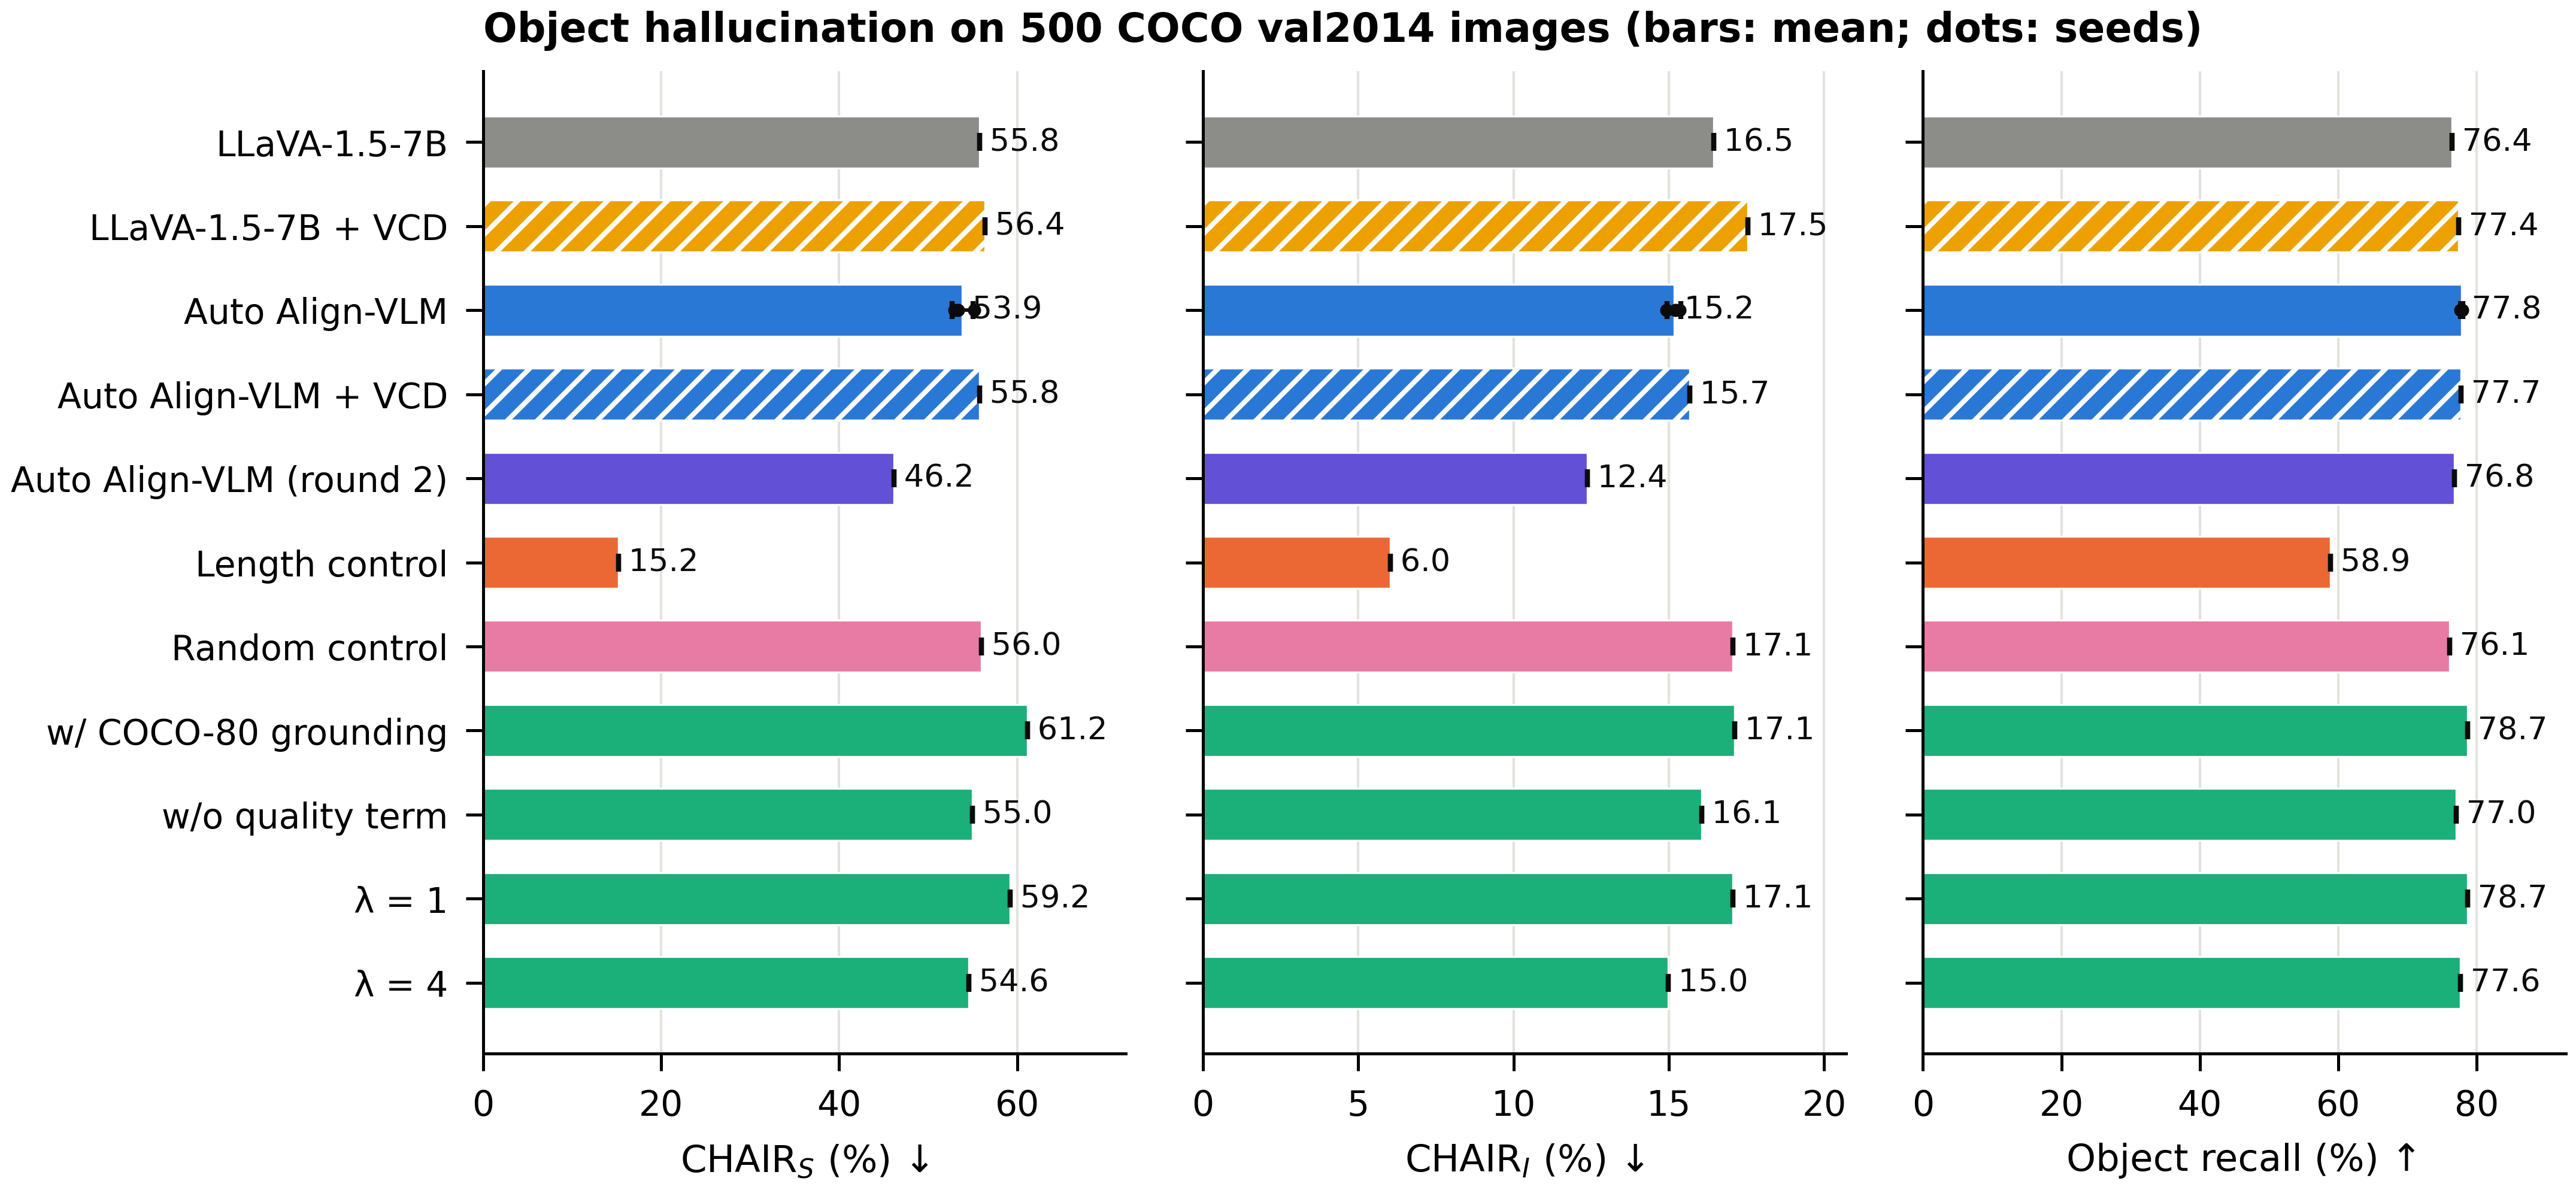 Object hallucination on 500 COCO val2014 images (bars: mean; dots: seeds)
LLaVA-1.5-7B
LLaVA-1.5-7B + VCD
Auto Align-VLM
Auto Align-VLM + VCD
Auto Align-VLM (round 2)
Length control
Random control
w/ COCO-80 grounding
w/o quality term
λ = 1
λ = 4
55.8
56.4
53.9
55.8
46.2
15.2
56.0
61.2
55.0
59.2
54.6
0 20 40 60
CHAIR_S (%) ↓
16.5
17.5
15.2
15.7
12.4
6.0
17.1
17.1
16.1
17.1
15.0
0 5 10 15 20
CHAIR_I (%) ↓
76.4
77.4
77.8
77.7
76.8
58.9
76.1
78.7
77.0
78.7
77.6
0 20 40 60 80
Object recall (%) ↑